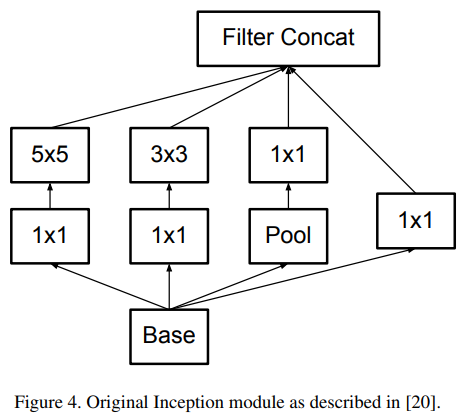 Filter Concat
5x5
3x3
1x1
1x1
1x1
Pool
1x1
Base
Figure 4. Original Inception module as described in [20].